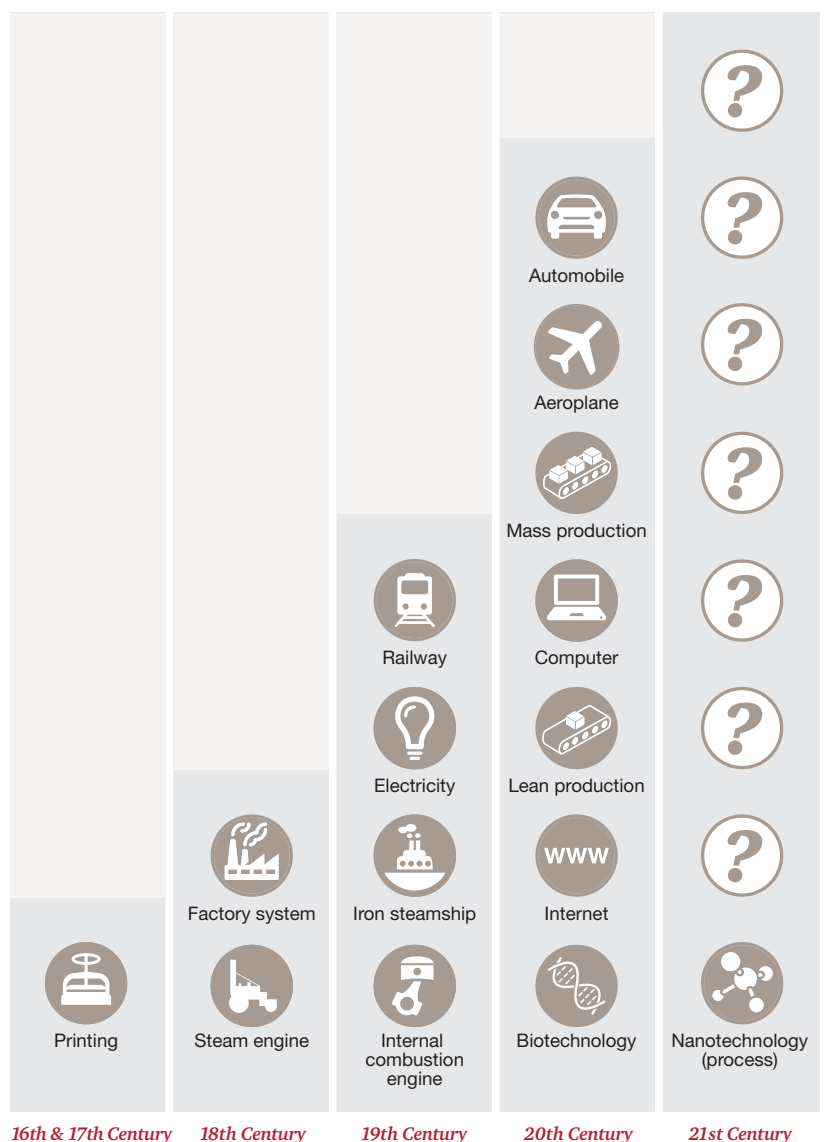 ?
?
Automobile
?
Aeroplane
?
Mass production
?
Railway
Computer
?
Electricity
Lean production
WWW
?
Factory system
Iron steamship
Internet
Printing
Steam engine
Internal
combustion
engine
Biotechnology
Nanotechnology
(process)
16th & 17th Century
18th Century
19th Century
20th Century
21st Century